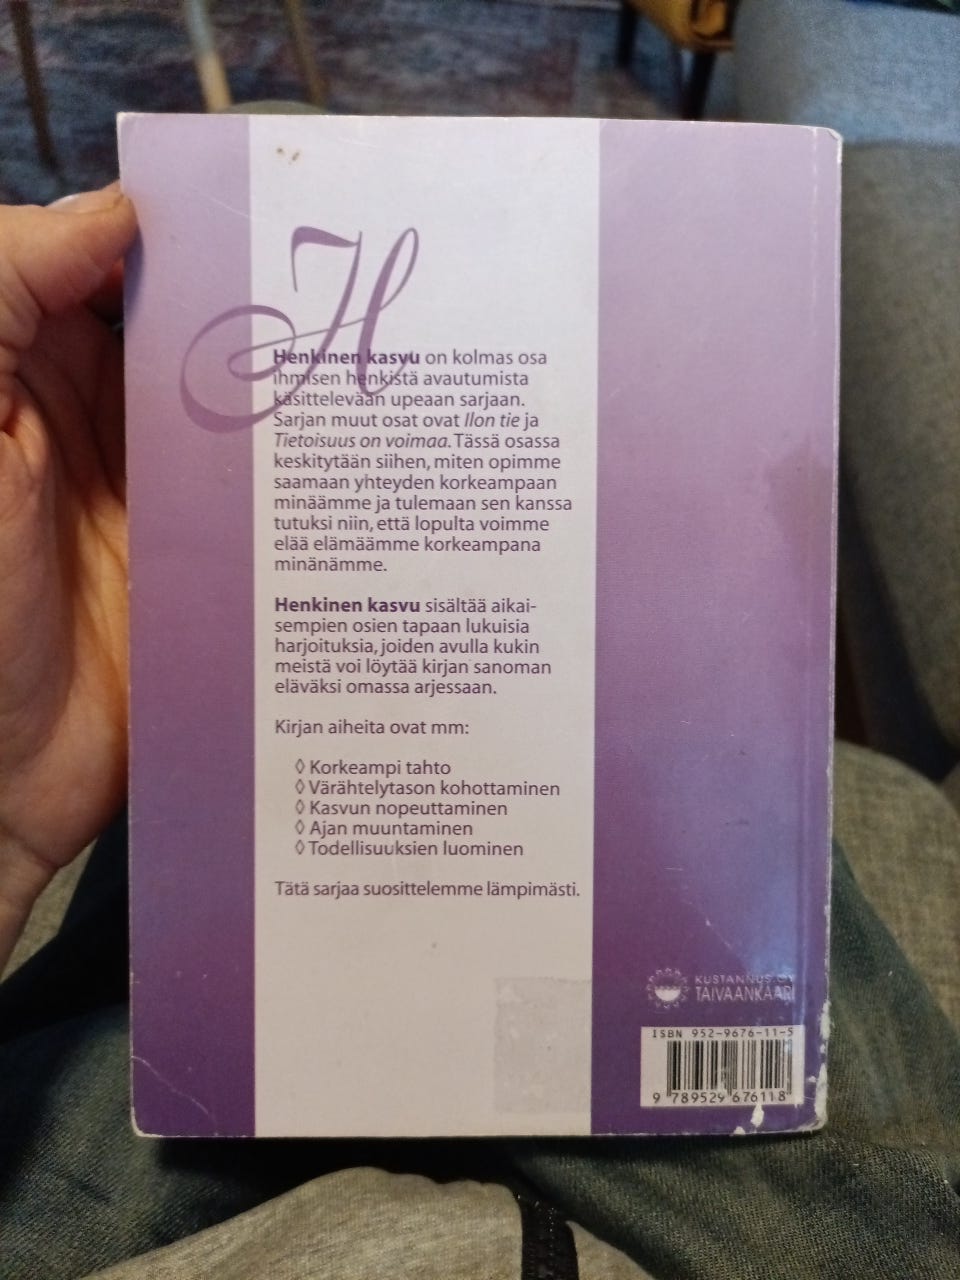 H
Henkinen kasvu on kolmas osa
ihmisen henkistä avautumista
käsittelevään upeaan sarjaan.
Sarjan muut osat ovat Ilon tie ja
Tietoisuus on voimaa. Tässä osassa
keskitytään siihen, miten opimme
saamaan yhteyden korkeampaan
minäämme ja tulemaan sen kanssa
tutuksi niin, että lopulta voimme
elää elämäämme korkeampana
minänämme.
Henkinen kasvu sisältää aikai-
sempien osien tapaan lukuisia
harjoituksia, joiden avulla kukin
meistä voi löytää kirjan sanoman
eläväksi omassa arjessaan.
Kirjan aiheita ovat mm:
◊ Korkeampi tahto
◊ Värähtelytason kohottaminen
◊ Kasvun nopeuttaminen
◊ Ajan muuntaminen
◊ Todellisuuksien luominen
Tätä sarjaa suosittelemme lämpimästi.
KUSTANNUS OY
TAIVAANKAARI
ISBN 952-9676-11-5
9 789529 676118